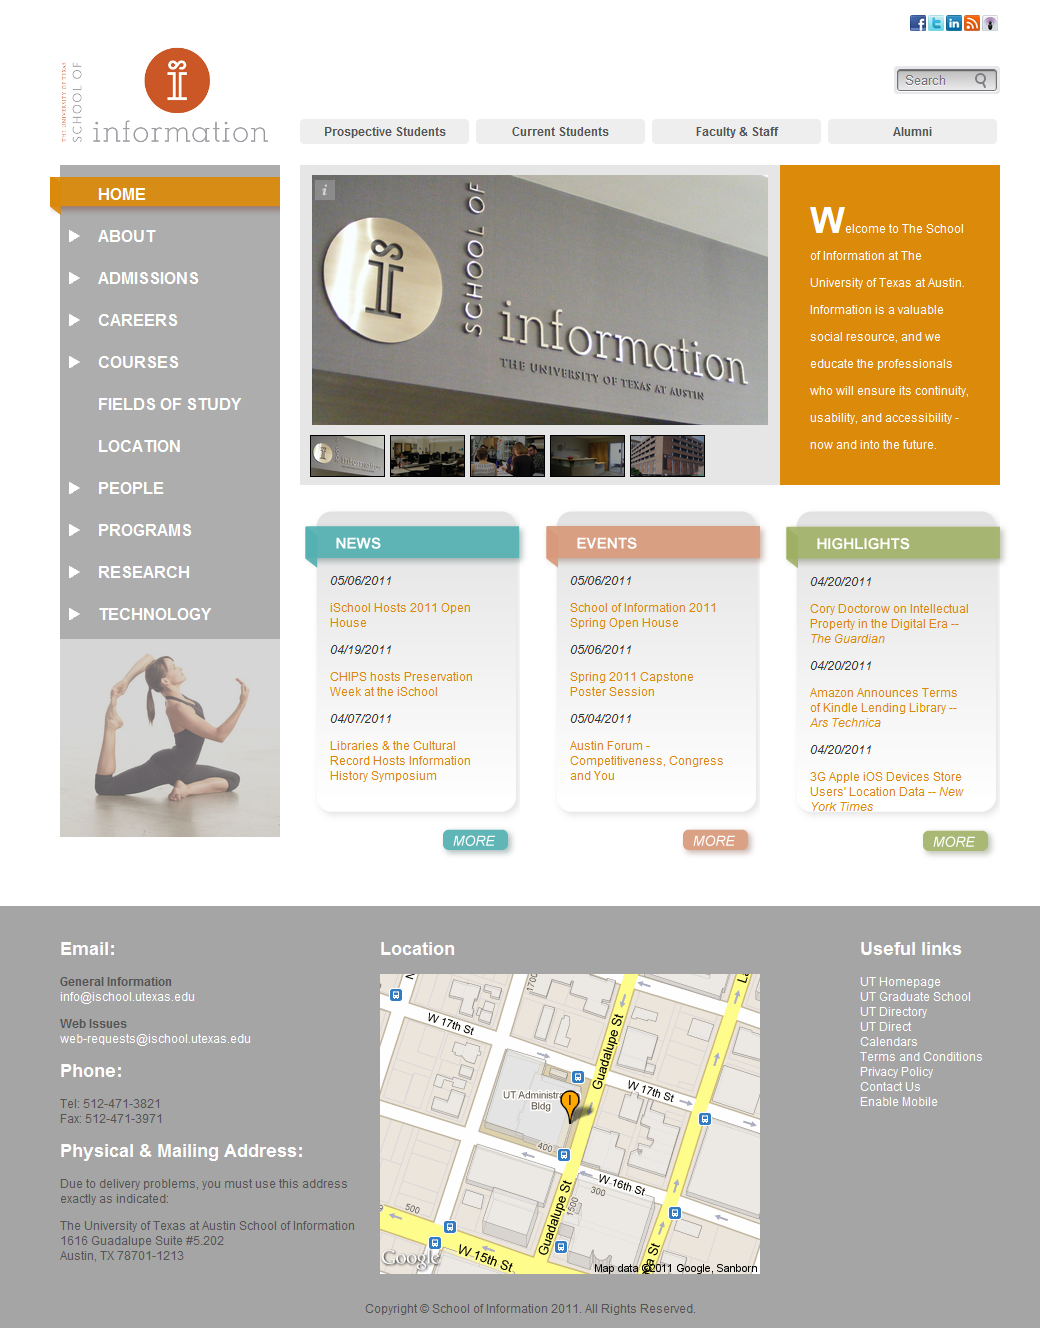 THE UNIVERSITY OF TEXAS
SCHOOL OF
information
Search
Prospective Students
Current Students
Faculty & Staff
Alumni
HOME
ABOUT
ADMISSIONS
CAREERS
COURSES
FIELDS OF STUDY
LOCATION
PEOPLE
PROGRAMS
RESEARCH
TECHNOLOGY
i
SCHOOL OF
information
THE UNIVERSITY OF TEXAS AT AUSTIN
information
Welcome to The School
of Information at The
University of Texas at Austin.
Information is a valuable
social resource, and we
educate the professionals
who will ensure its continuity,
usability, and accessibility -
now and into the future.
NEWS
05/06/2011
iSchool Hosts 2011 Open
House
04/19/2011
CHIPS hosts Preservation
Week at the iSchool
04/07/2011
Libraries & the Cultural
Record Hosts Information
History Symposium
MORE
EVENTS
05/06/2011
School of Information 2011
Spring Open House
05/06/2011
Spring 2011 Capstone
Poster Session
05/04/2011
Austin Forum -
Competitiveness, Congress
and You
MORE
HIGHLIGHTS
04/20/2011
Cory Doctorow on Intellectual
Property in the Digital Era --
The Guardian
04/20/2011
Amazon Announces Terms
of Kindle Lending Library --
Ars Technica
04/20/2011
3G Apple iOS Devices Store
Users' Location Data -- New
York Times
MORE
Email:
General Information
info@ischool.utexas.edu
Web Issues
web-requests@ischool.utexas.edu
Phone:
Tel: 512-471-3821
Fax: 512-471-3971
Physical & Mailing Address:
Due to delivery problems, you must use this address
exactly as indicated:
The University of Texas at Austin School of Information
1616 Guadalupe Suite #5.202
Austin, TX 78701-1213
Location
1700
W 17th St
Guadalupe St
W 17th St
UT Administra
Bldg
400
W 16th St
300
1500
Guadalupe St
500
W 15th St
Google
Map data ©2011 Google, Sanborn
Useful links
UT Homepage
UT Graduate School
UT Directory
UT Direct
Calendars
Terms and Conditions
Privacy Policy
Contact Us
Enable Mobile
Copyright © School of Information 2011. All Rights Reserved.